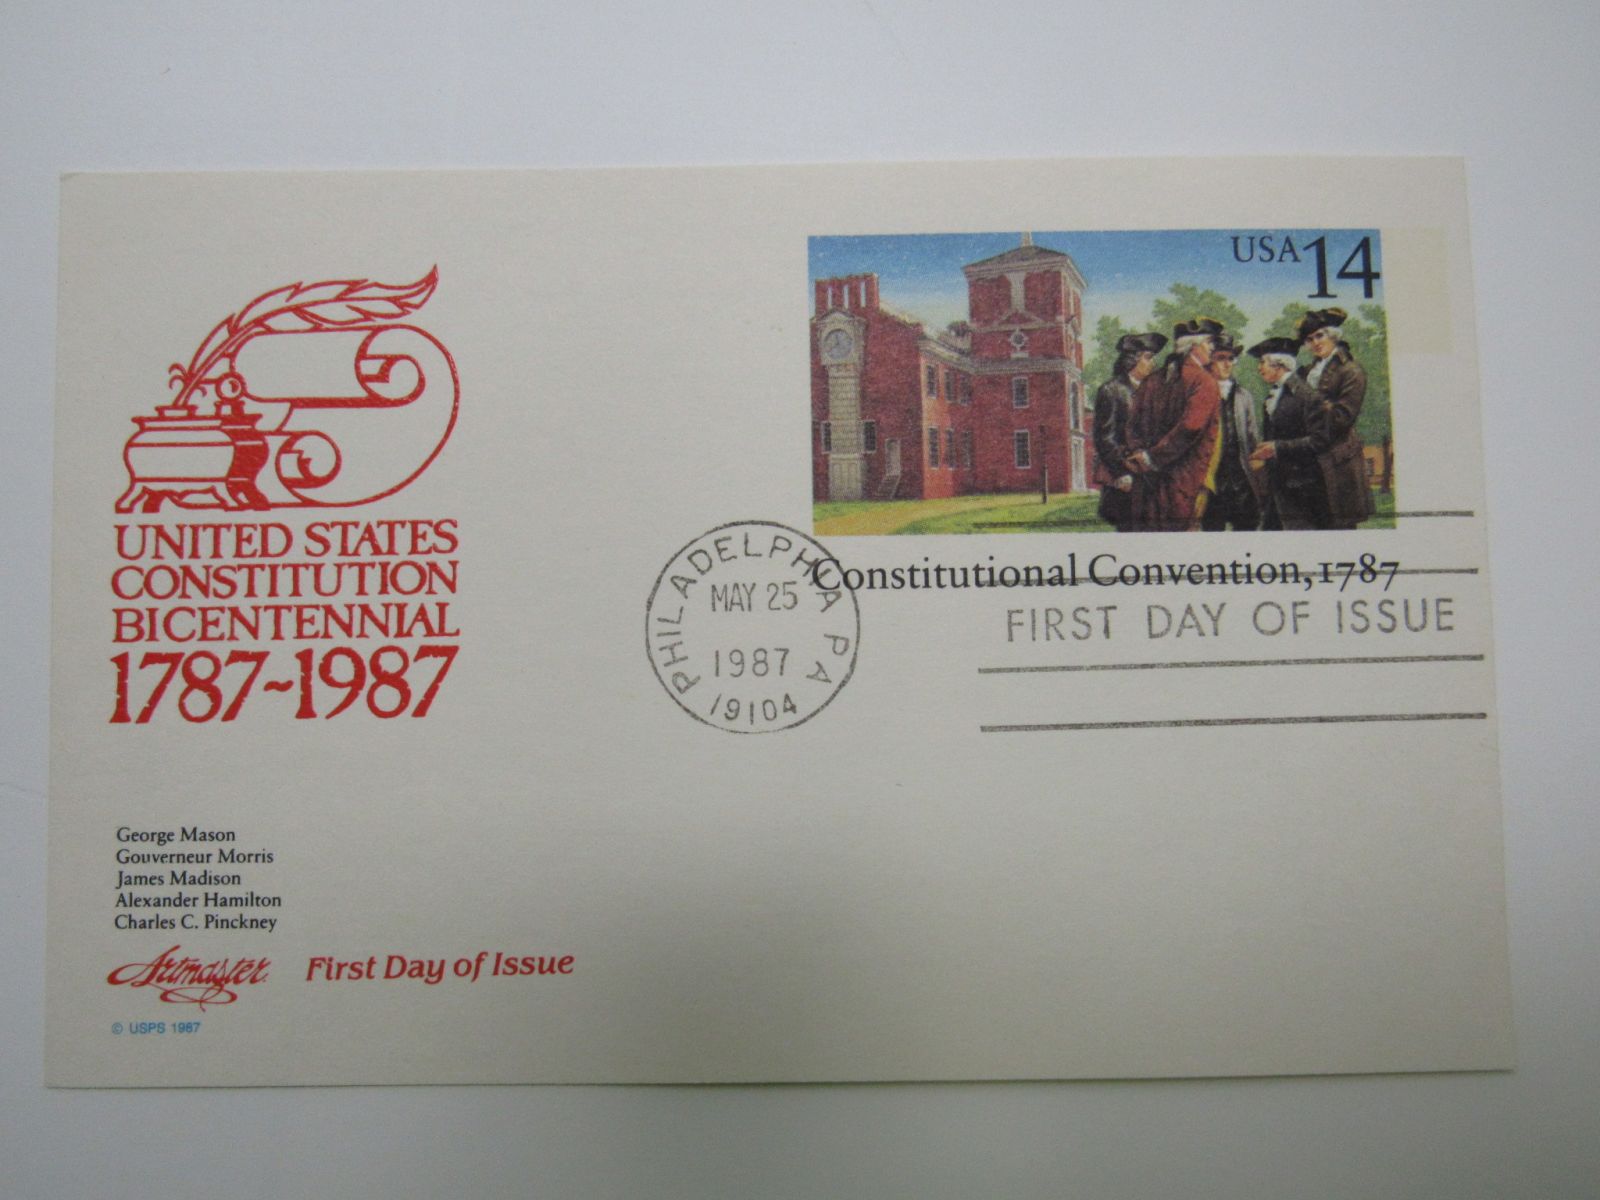 USA 14
Constitutional Convention, 1787
PHILADELPHIA PA
MAY 25
1987
19104
FIRST DAY OF ISSUE
UNITED STATES
CONSTITUTION
BICENTENNIAL
1787~1987
George Mason
Gouverneur Morris
James Madison
Alexander Hamilton
Charles C. Pinckney
Artmaster First Day of Issue
© USPS 1987